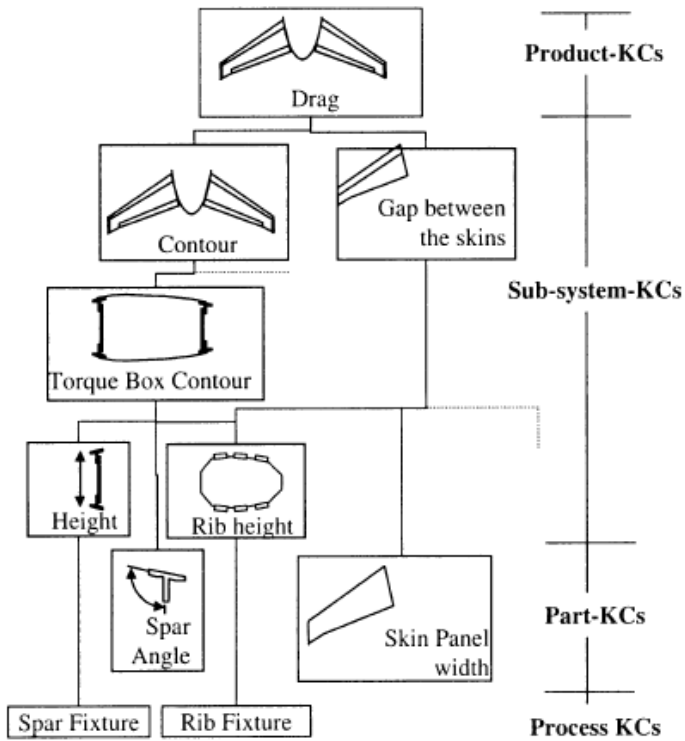 Product-KCs
Drag
Contour
Gap between
the skins
Sub-system-KCs
Torque Box Contour
Height
Rib height
Spar
Angle
Skin Panel
width
Part-KCs
Spar Fixture
Rib Fixture
Process KCs